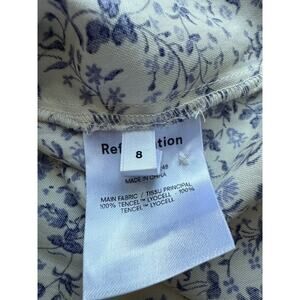 Ref tion
8
MADE IN CHINA
MAIN FABRIC / TISSU PRINCIPAL
100% TENCEL™ LYOCELL - 100%
TENCEL™ LYOCELL